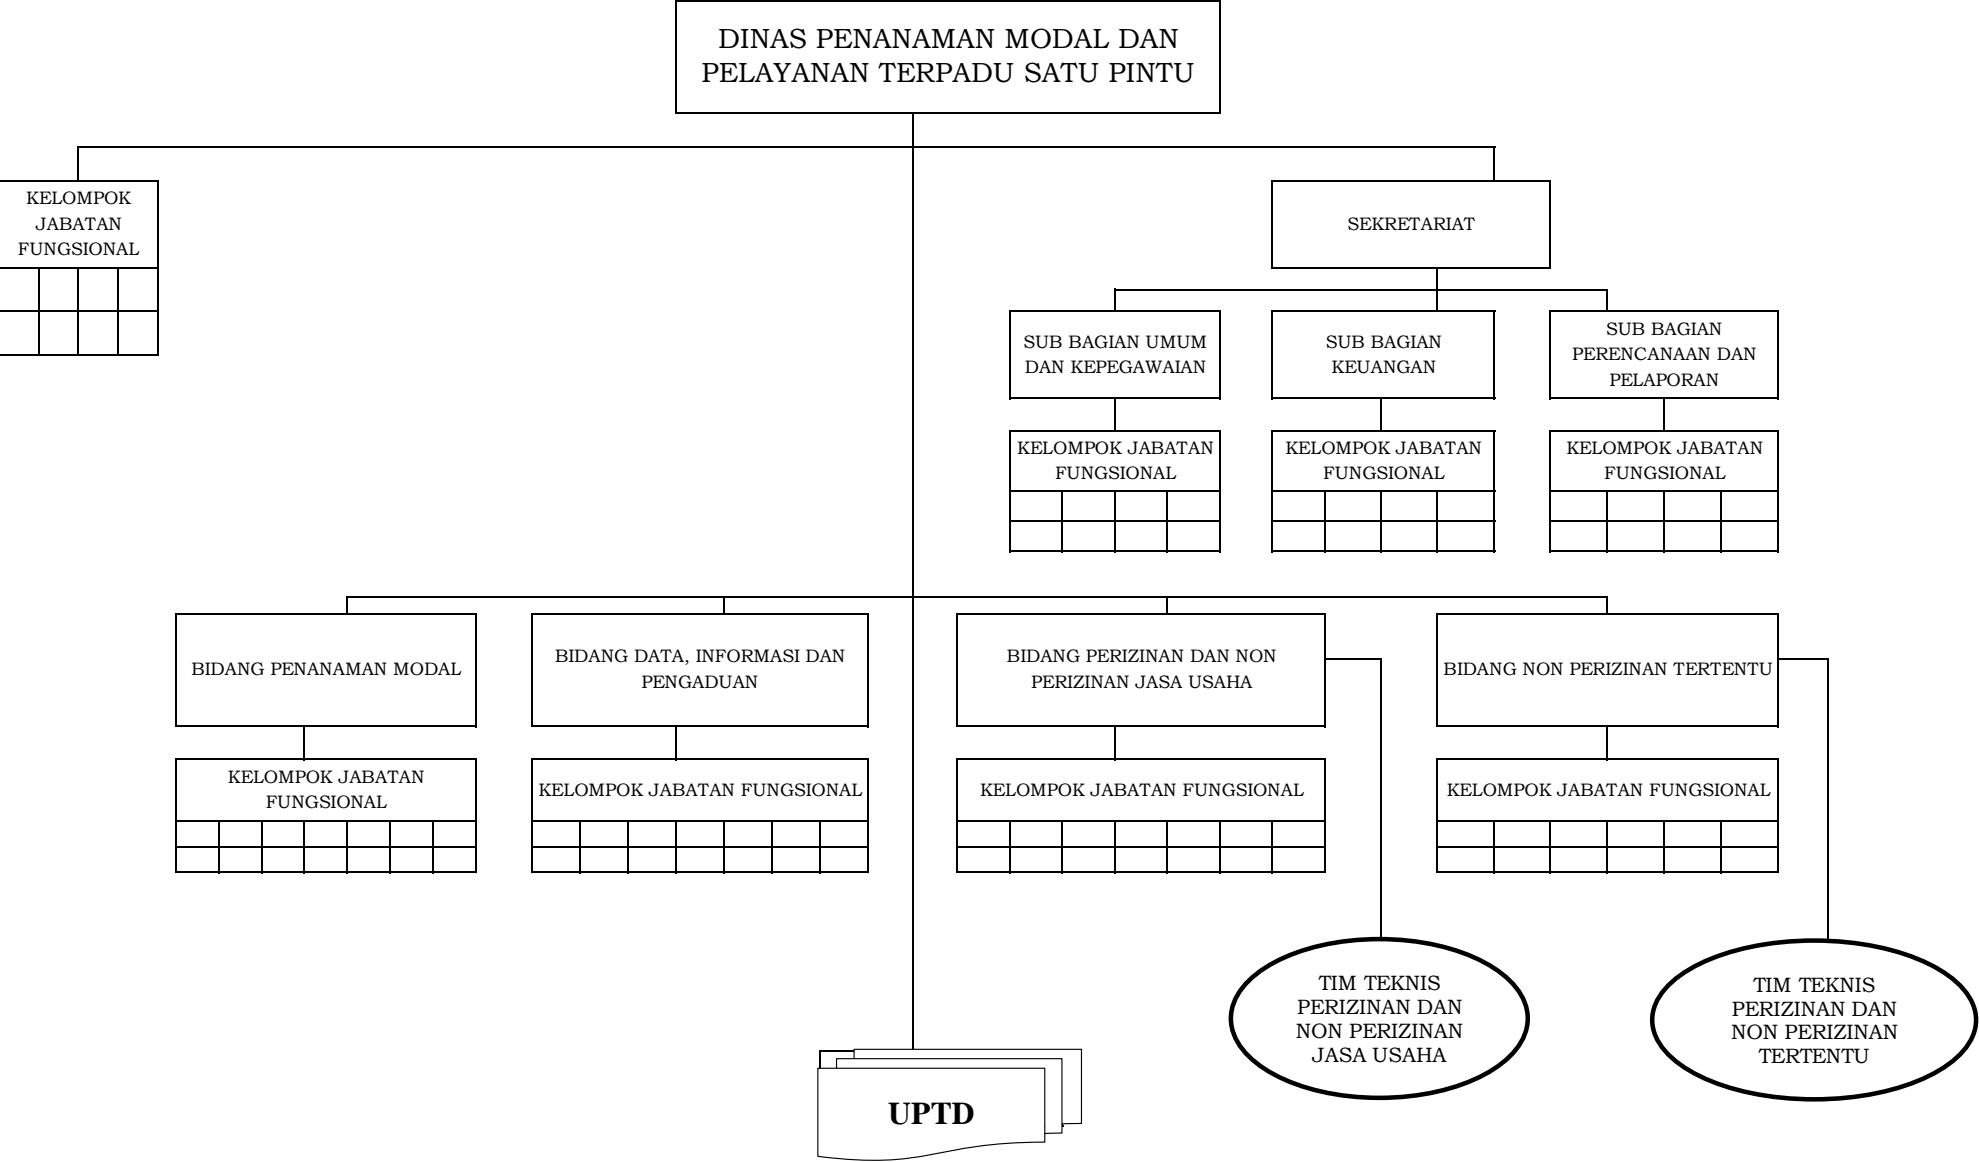 DINAS PENANAMAN MODAL DAN
PELAYANAN TERPADU SATU PINTU
KELOMPOK
JABATAN
FUNGSIONAL
SEKRETARIAT
SUB BAGIAN UMUM
DAN KEPEGAWAIAN
SUB BAGIAN
KEUANGAN
SUB BAGIAN
PERENCANAAN DAN
PELAPORAN
KELOMPOK JABATAN
FUNGSIONAL
KELOMPOK JABATAN
FUNGSIONAL
KELOMPOK JABATAN
FUNGSIONAL
BIDANG PENANAMAN MODAL
BIDANG DATA, INFORMASI DAN
PENGADUAN
BIDANG PERIZINAN DAN NON
PERIZINAN JASA USAHA
BIDANG NON PERIZINAN TERTENTU
KELOMPOK JABATAN
FUNGSIONAL
KELOMPOK JABATAN FUNGSIONAL
KELOMPOK JABATAN FUNGSIONAL
KELOMPOK JABATAN FUNGSIONAL
TIM TEKNIS
PERIZINAN DAN
NON PERIZINAN
JASA USAHA
TIM TEKNIS
PERIZINAN DAN
NON PERIZINAN
TERTENTU
UPTD